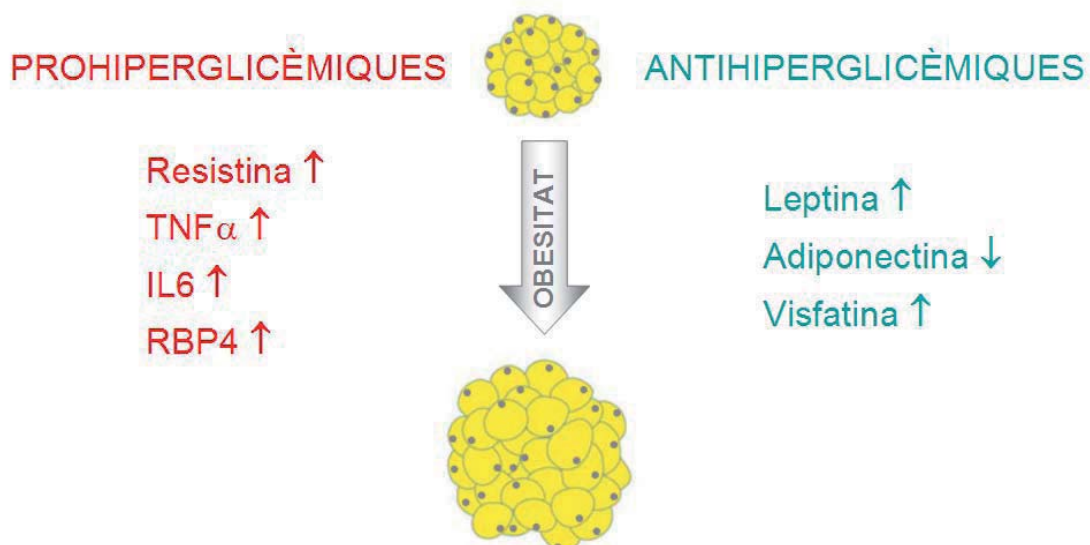 PROHIPERGLICÈMIQUES
Resistina ↑
TNFα ↑
IL6 ↑
RBP4 ↑
OBESITAT
ANTIHIPERGLICÈMIQUES
Leptina ↑
Adiponectina ↓
Visfatina ↑